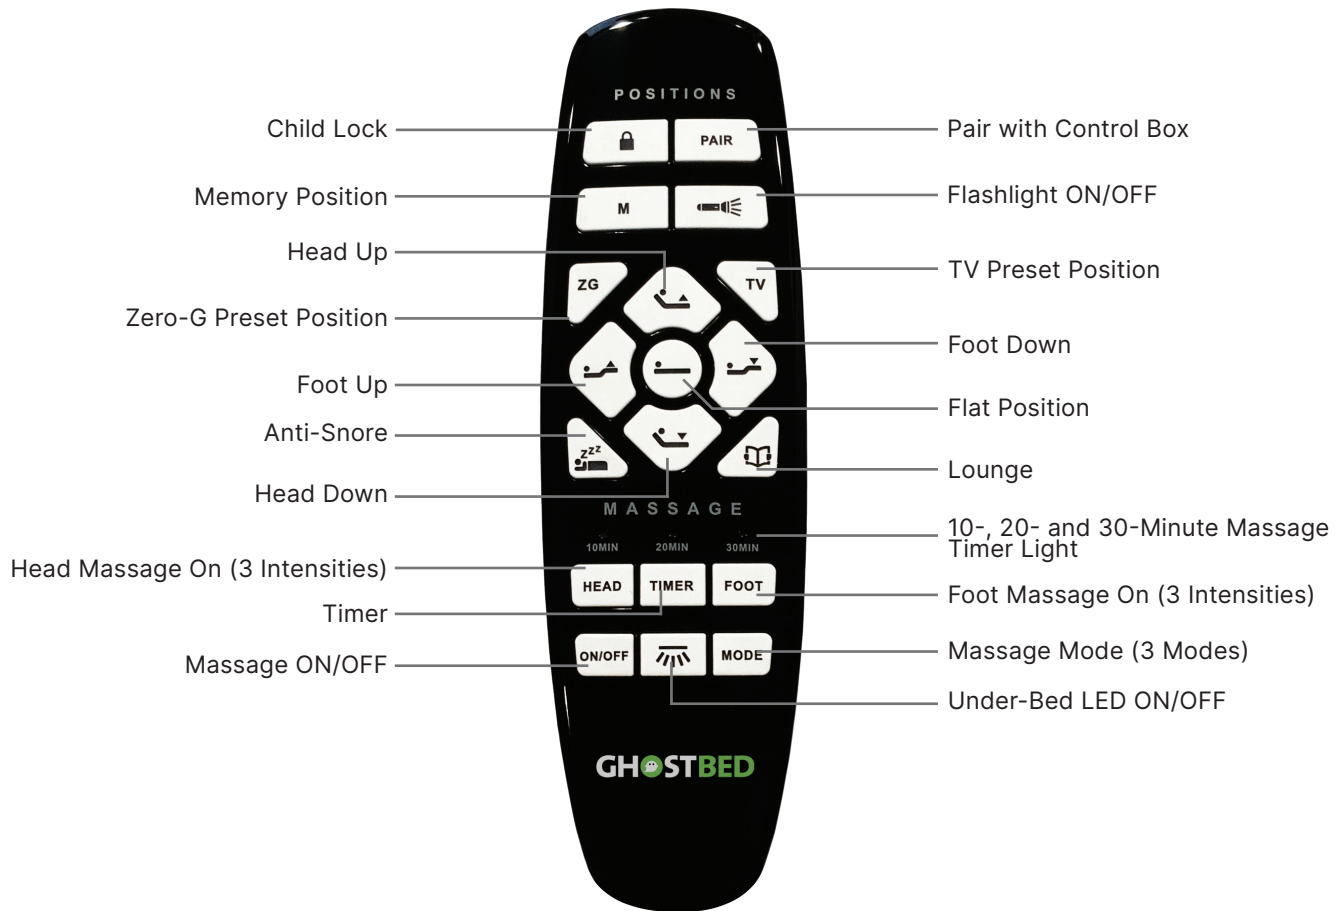 POSITIONS
Child Lock
Pair with Control Box
PAIR
Memory Position
Flashlight ON/OFF
M
Head Up
TV Preset Position
ZG
TV
Zero-G Preset Position
Foot Down
Foot Up
Flat Position
Anti-Snore
zzz
Lounge
Head Down
MASSAGE
10-, 20- and 30-Minute Massage
Timer Light
10MIN 20MIN 30MIN
Head Massage On (3 Intensities)
HEAD TIMER FOOT
Foot Massage On (3 Intensities)
Timer
Massage ON/OFF
ON/OFF
MODE
Massage Mode (3 Modes)
Under-Bed LED ON/OFF
GHOSTBED